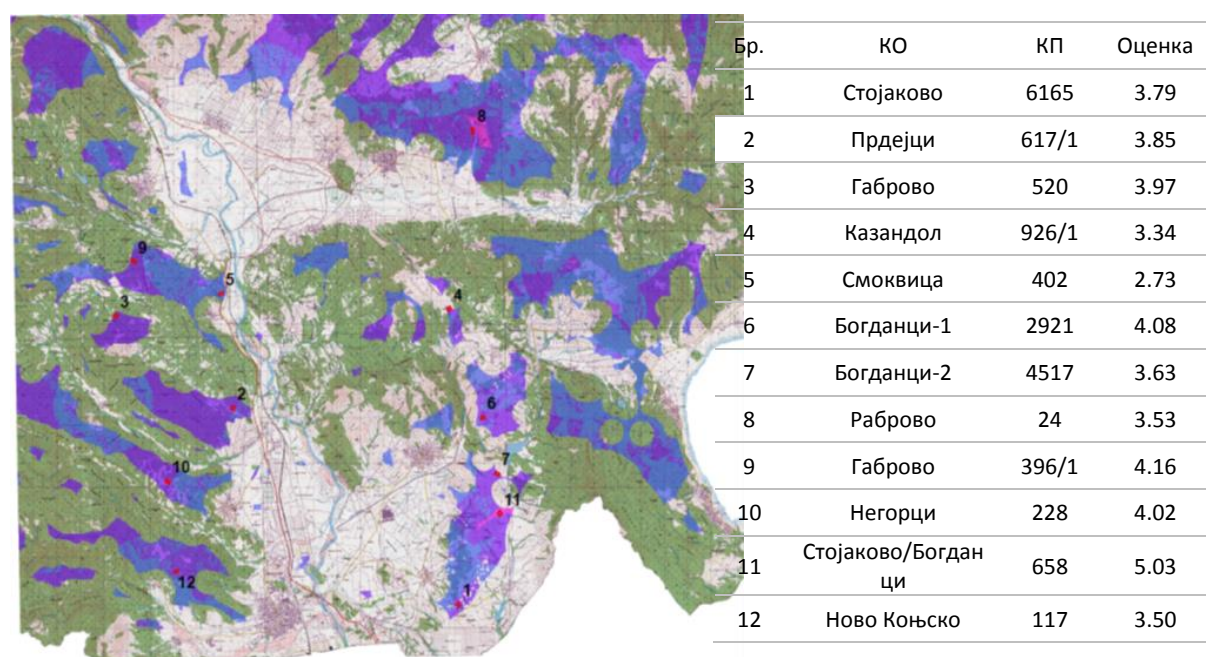 Бр. КО КП Оценка
1 Стојаково 6165 3.79
2 Прдејци 617/1 3.85
3 Габрово 520 3.97
4 Казандол 926/1 3.34
5 Смоквица 402 2.73
6 Богданци-1 2921 4.08
7 Богданци-2 4517 3.63
8 Раброво 24 3.53
9 Габрово 396/1 4.16
10 Негорци 228 4.02
11 Стојаково/Богдан
ци 658 5.03
12 Ново Коњско 117 3.50
8
9
5
3
4
2
6
10
7
11
12
1